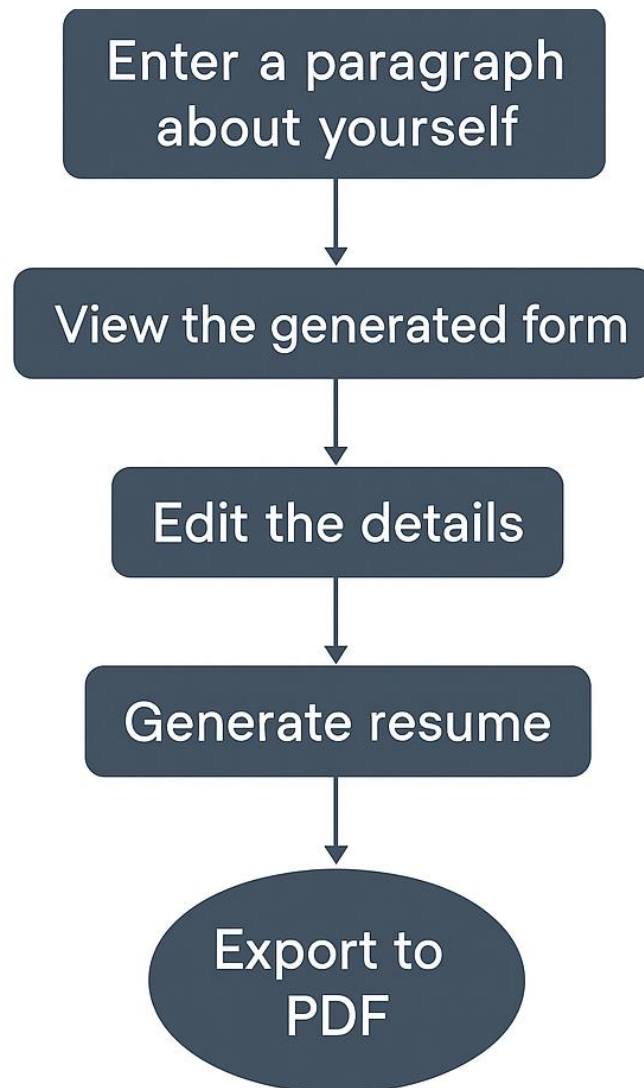 Enter a paragraph
about yourself
View the generated form
Edit the details
Generate resume
Export to
PDF